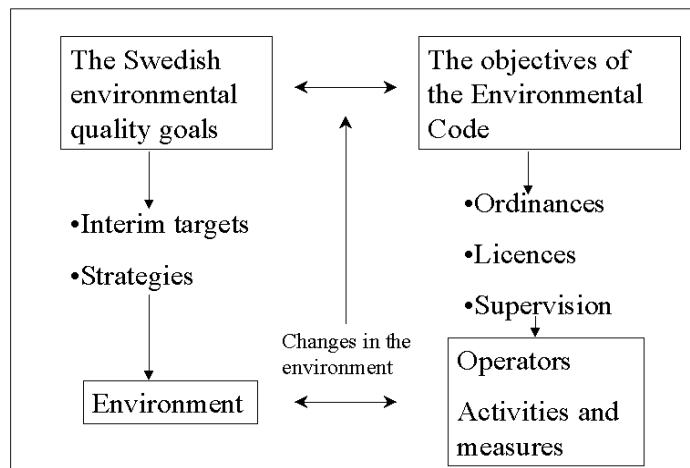 The Swedish
environmental
quality goals
The objectives of
the Environmental
Code
•Interim targets
•Strategies
•Ordinances
•Licences
•Supervision
Changes in the
environment
Environment
Operators
Activities and
measures